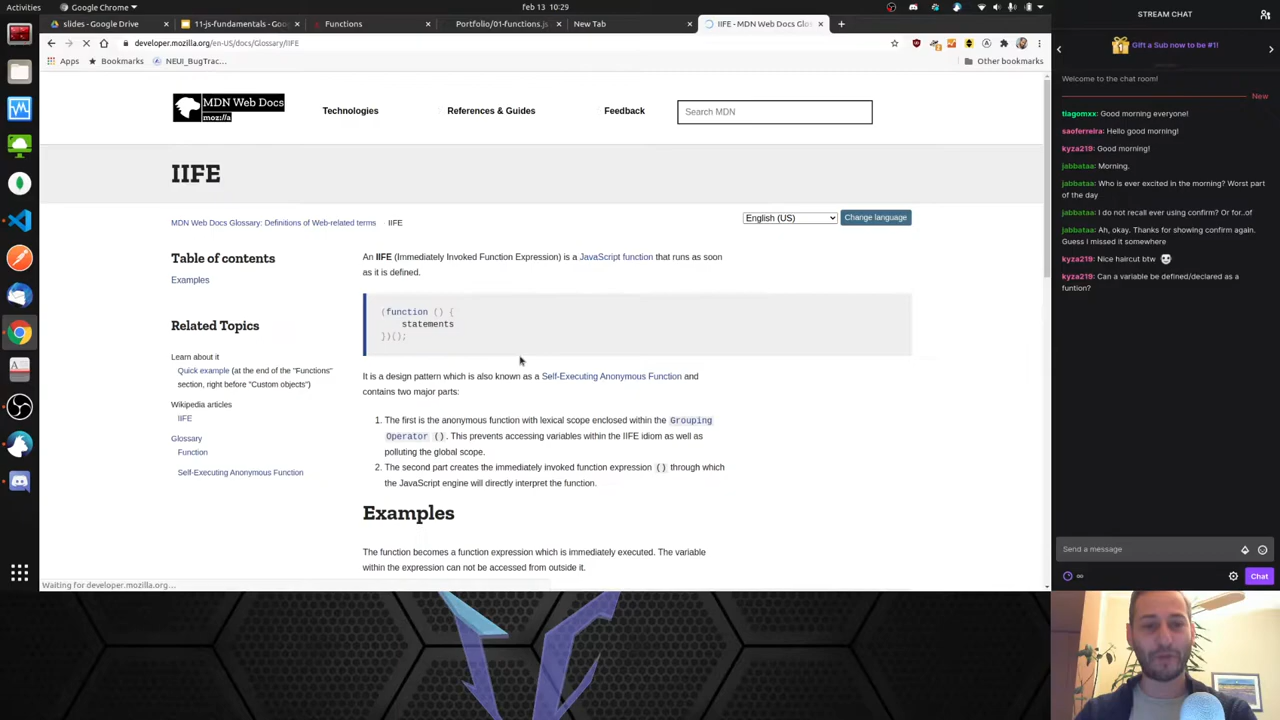 Activities
Google Chrome
Feb 13 10:29
slides - Google Drive
11-js-fundamentals - Goo
Functions
Portfolio/01-functions.js
New Tab
IIFE - MDN Web Docs Glo
developer.mozilla.org/en-US/docs/Glossary/IIFE
Apps
Bookmarks
NEUI_BugTrac...
Other bookmarks
MDN Web Docs
moz://a
Technologies
References & Guides
Feedback
Search MDN
IIFE
MDN Web Docs Glossary: Definitions of Web-related terms
IIFE
English (US)
Change language
Table of contents
Examples
Related Topics
Learn about it
Quick example (at the end of the "Functions"
section, right before "Custom objects")
Wikipedia articles
IIFE
Glossary
Function
Self-Executing Anonymous Function
An IIFE (Immediately Invoked Function Expression) is a JavaScript function that runs as soon
as it is defined.
(function () {
statements
})();
It is a design pattern which is also known as a Self-Executing Anonymous Function and
contains two major parts:
1. The first is the anonymous function with lexical scope enclosed within the Grouping
Operator (). This prevents accessing variables within the IIFE idiom as well as
polluting the global scope.
2. The second part creates the immediately invoked function expression () through which
the JavaScript engine will directly interpret the function.
Examples
The function becomes a function expression which is immediately executed. The variable
within the expression can not be accessed from outside it.
Waiting for developer.mozilla.org...
STREAM CHAT
Gift a Sub now to be #1!
Welcome to the chat room!
New
tiagomxx: Good morning everyone!
saoferreira: Hello good morning!
kyza219: Good morning!
jabbataa: Morning.
jabbataa: Who is ever excited in the morning? Worst part
of the day
jabbataa: I do not recall ever using confirm? Or for..of
jabbataa: Ah, okay. Thanks for showing confirm again.
Guess I missed it somewhere
kyza219: Nice haircut btw
kyza219: Can a variable be defined/declared as a
funtion?
Send a message
∞
Chat